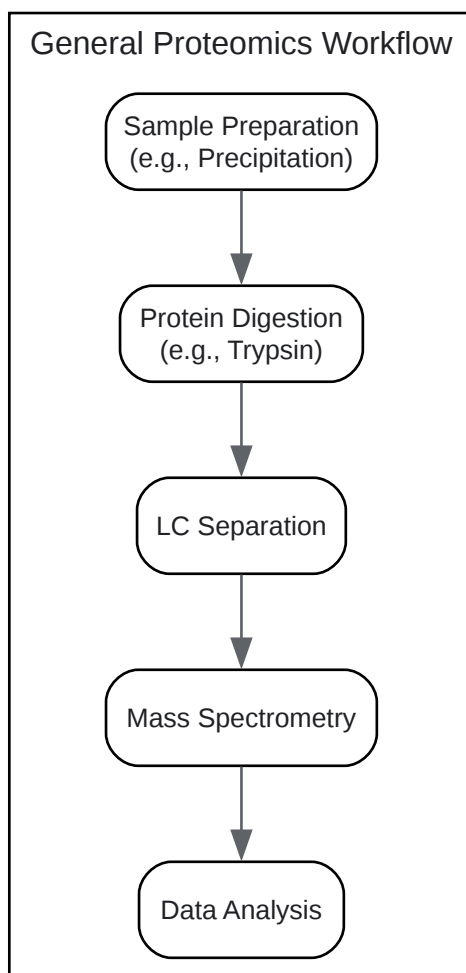 General Proteomics Workflow
Sample Preparation
(e.g., Precipitation)
Protein Digestion
(e.g., Trypsin)
LC Separation
Mass Spectrometry
Data Analysis